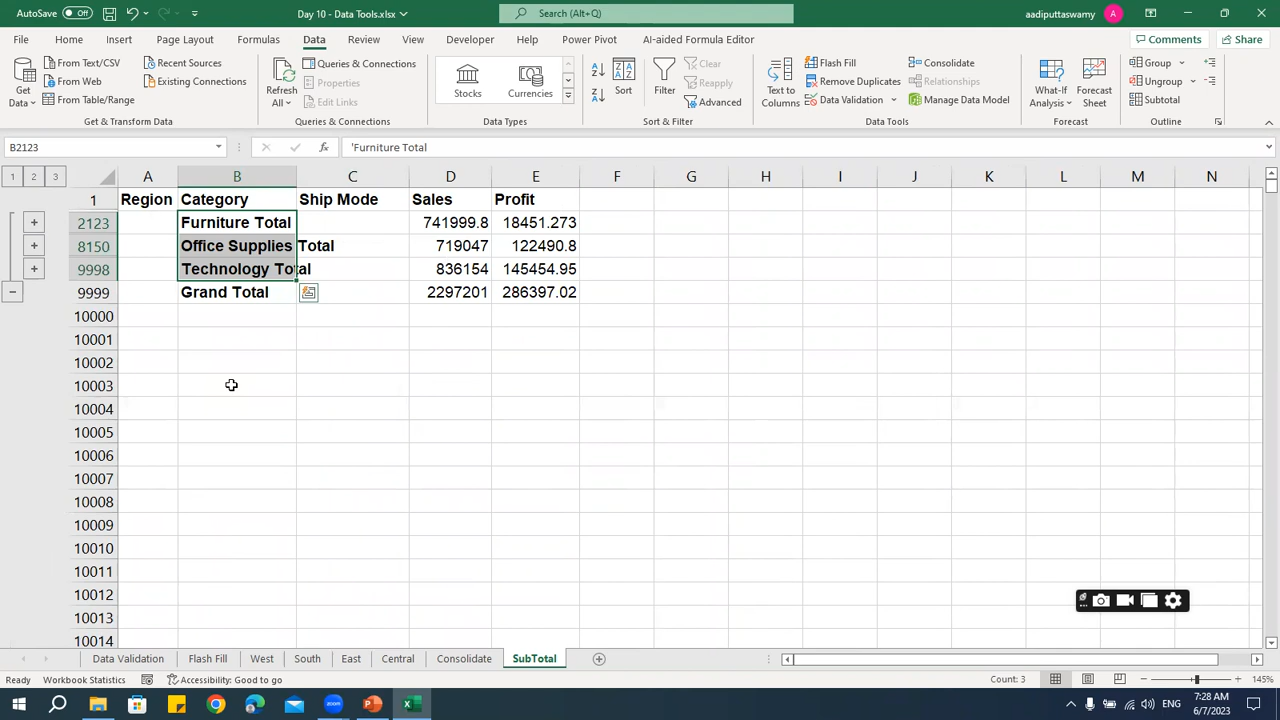 AutoSave Off Day 10 - Data Tools.xlsx Search (Alt+Q) aadiputtaswamy A
File Home Insert Page Layout Formulas Data Review View Developer Help Power Pivot AI-aided Formula Editor Comments Share
Get Data From Text/CSV Recent Sources
From Web Existing Connections
From Table/Range
Get & Transform Data
Refresh All Queries & Connections
Properties
Edit Links
Queries & Connections
Stocks Currencies
Data Types
Sort Filter Clear
Reapply
Advanced
Sort & Filter
Text to Columns Flash Fill Consolidate
Remove Duplicates Relationships
Data Validation Manage Data Model
Data Tools
What-If Analysis Forecast Sheet
Forecast
Group
Ungroup
Subtotal
Outline
B2123 fx 'Furniture Total
1 2 3 A B C D E F G H I J K L M N
1 Region Category Ship Mode Sales Profit
2123 Furniture Total 741999.8 18451.273
8150 Office Supplies Total 719047 122490.8
9998 Technology Total 836154 145454.95
9999 Grand Total 2297201 286397.02
10000
10001
10002
10003
10004
10005
10006
10007
10008
10009
10010
10011
10012
10013
10014
Data Validation Flash Fill West South East Central Consolidate SubTotal
Ready Workbook Statistics Accessibility: Good to go Count: 3 145%
ENG 7:28 AM
6/7/2023